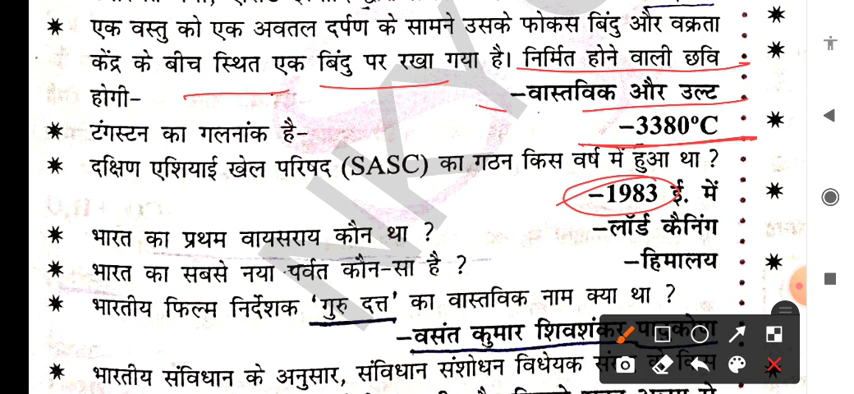 * एक वस्तु को एक अवतल दर्पण के सामने उसके फोकस बिंदु और वक्रता *
केंद्र के बीच स्थित एक बिंदु पर रखा गया है। निर्मित होने वाली छवि *
होगी– –वास्तविक और उल्ट
* टंगस्टन का गलनांक है– –3380°C *
* दक्षिण एशियाई खेल परिषद (SASC) का गठन किस वर्ष में हुआ था ?
–1983 ई. में *
* भारत का प्रथम वायसराय कौन था ? –लॉर्ड कैनिंग
* भारत का सबसे नया पर्वत कौन-सा है ? –हिमालय *
* भारतीय फिल्म निर्देशक ‘गुरु दत्त’ का वास्तविक नाम क्या था ?
–वसंत कुमार शिवशंकर
* भारतीय संविधान के अनुसार, संविधान संशोधन विधेयक